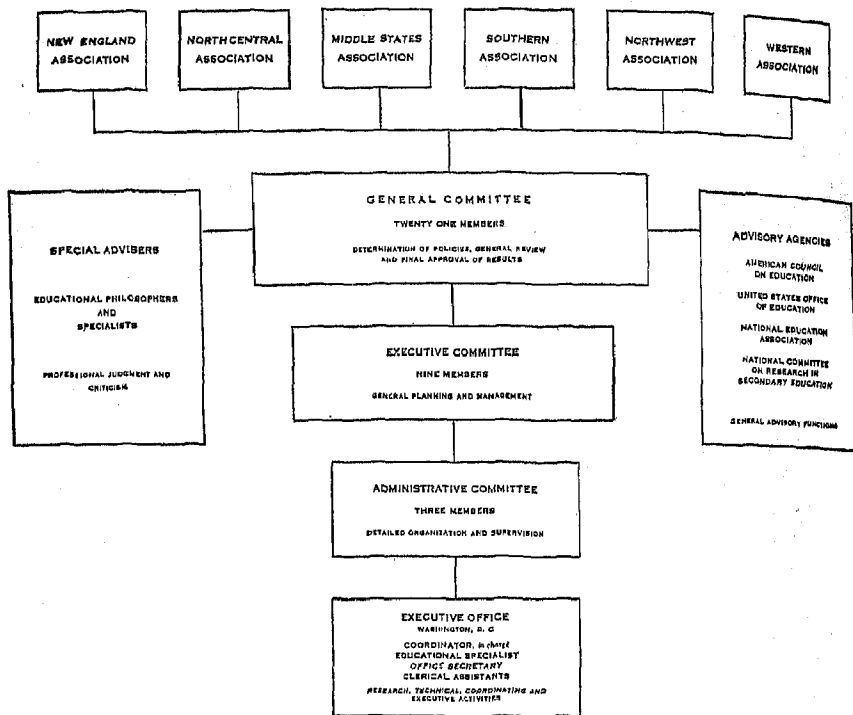 NEW ENGLAND
ASSOCIATION
NORTH CENTRAL
ASSOCIATION
MIDDLE STATES
ASSOCIATION
SOUTHERN
ASSOCIATION
NORTHWEST
ASSOCIATION
WESTERN
ASSOCIATION
GENERAL COMMITTEE
TWENTY ONE MEMBERS
DETERMINATION OF POLICIES, GENERAL REVIEW
AND FINAL APPROVAL OF RESULTS
SPECIAL ADVISERS
EDUCATIONAL PHILOSOPHERS
AND
SPECIALISTS
PROFESSIONAL JUDGMENT AND
CRITICISM
ADVISORY AGENCIES
AMERICAN COUNCIL
ON EDUCATION
UNITED STATES OFFICE
OF EDUCATION
NATIONAL EDUCATION
ASSOCIATION
NATIONAL COMMITTEE
ON RESEARCH IN
SECONDARY EDUCATION
GENERAL ADVISORY FUNCTIONS
EXECUTIVE COMMITTEE
NINE MEMBERS
GENERAL PLANNING AND MANAGEMENT
ADMINISTRATIVE COMMITTEE
THREE MEMBERS
DETAILED ORGANIZATION AND SUPERVISION
EXECUTIVE OFFICE
WASHINGTON, D. C.
COORDINATOR, in charge
EDUCATIONAL SPECIALIST
OFFICE SECRETARY
CLERICAL ASSISTANTS
RESEARCH, TECHNICAL, COORDINATING AND
EXECUTIVE ACTIVITIES